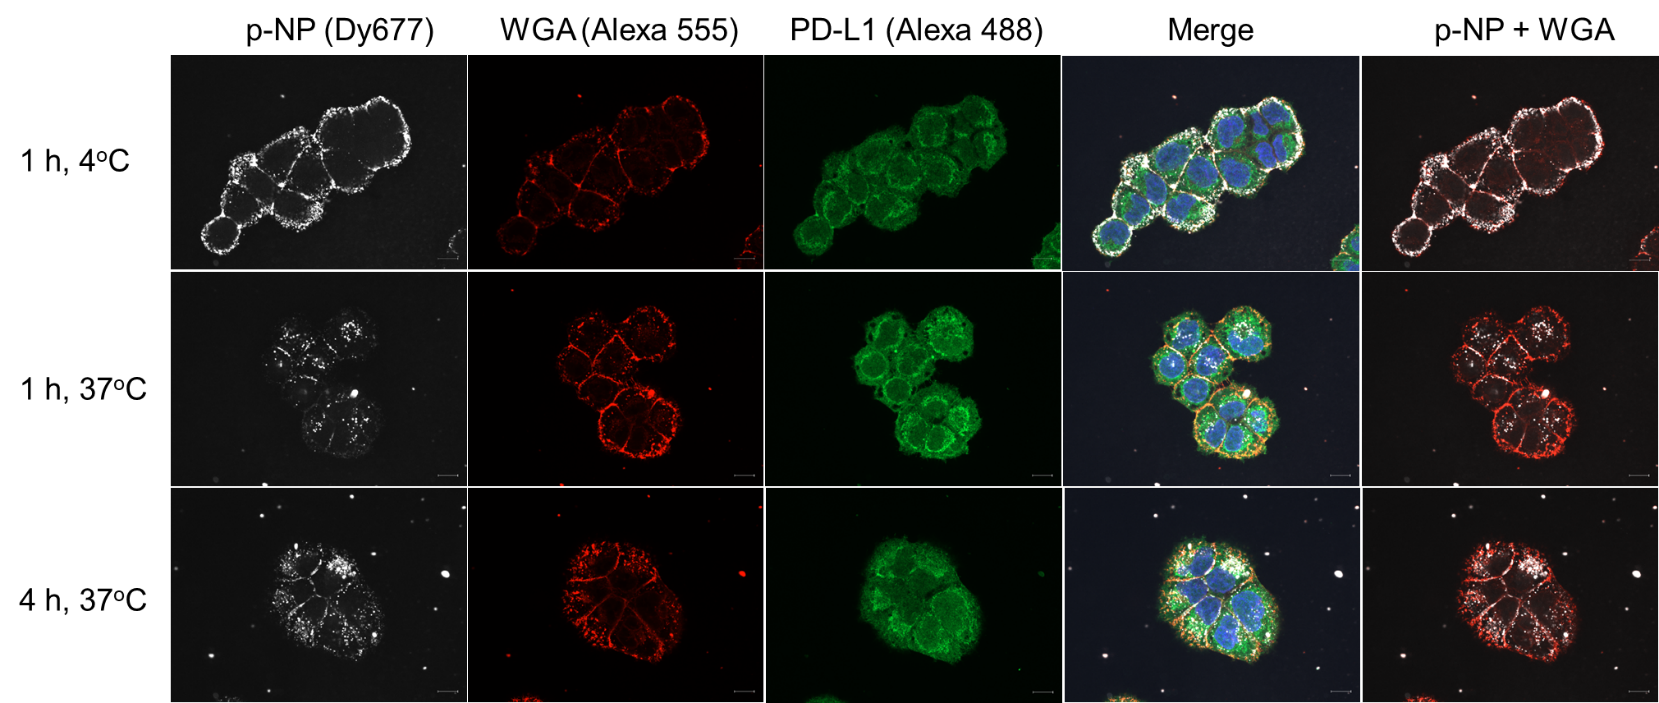 p-NP (Dy677) WGA (Alexa 555) PD-L1 (Alexa 488) Merge p-NP + WGA
1 h, 4°C
1 h, 37°C
4 h, 37°C